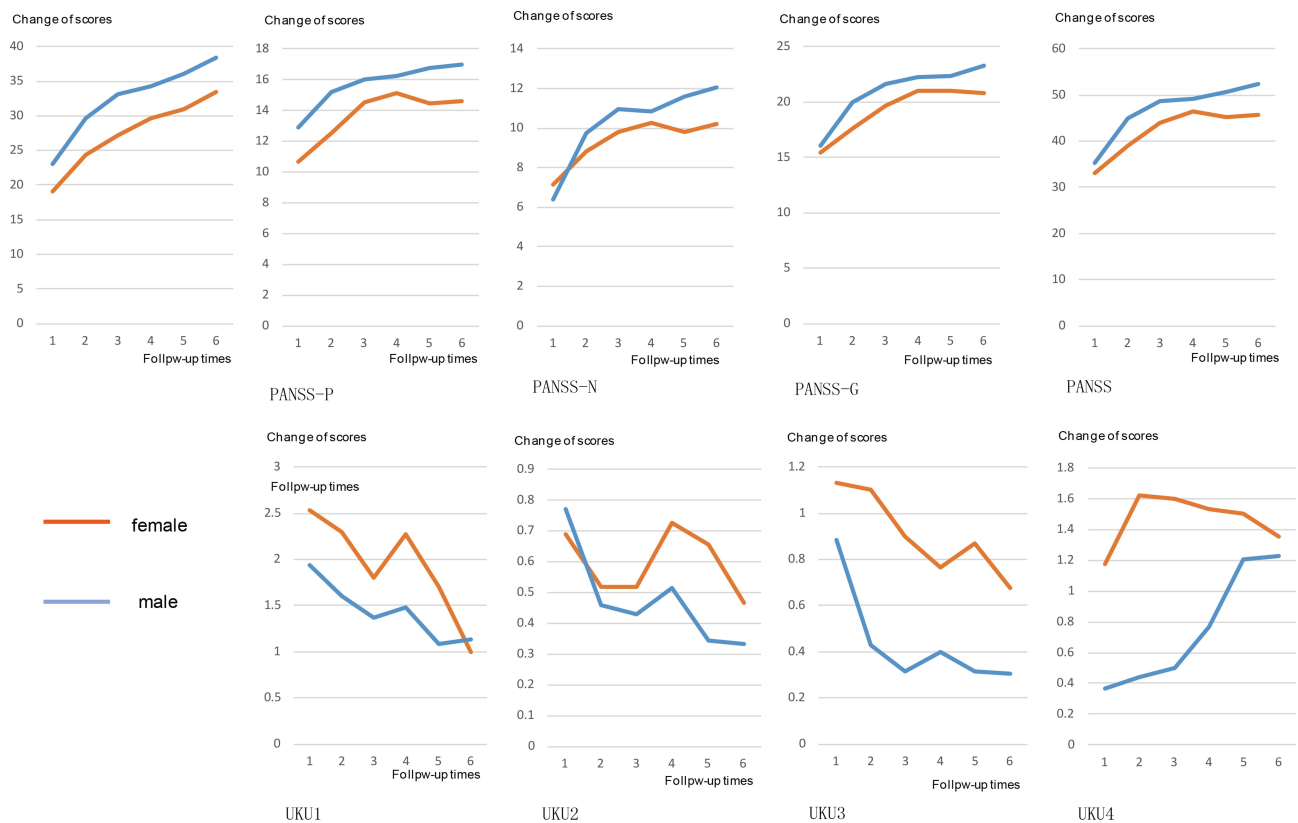 Change of scores
40
35
30
25
20
15
10
5
0
1 2 3 4 5 6
Follpw-up times
Change of scores
18
16
14
12
10
8
6
4
2
0
1 2 3 4 5 6
Follpw-up times
PANSS-P
Change of scores
14
12
10
8
6
4
2
0
1 2 3 4 5 6
PANSS-N
Change of scores
25
20
15
10
5
0
1 2 3 4 5 6
Follpw-up times
PANSS-G
Change of scores
60
50
40
30
20
10
0
1 2 3 4 5 6
Follpw-up times
PANSS
female
male
Change of scores
3
Follpw-up times
2.5
2
1.5
1
0.5
0
1 2 3 4 5 6
Follpw-up times
UKU1
Change of scores
0.9
0.8
0.7
0.6
0.5
0.4
0.3
0.2
0.1
0
1 2 3 4 5 6
Follpw-up times
UKU2
Change of scores
1.2
1
0.8
0.6
0.4
0.2
0
1 2 3 4 5 6
Follpw-up times
UKU3
Change of scores
1.8
1.6
1.4
1.2
1
0.8
0.6
0.4
0.2
0
1 2 3 4 5 6
Follpw-up times
UKU4